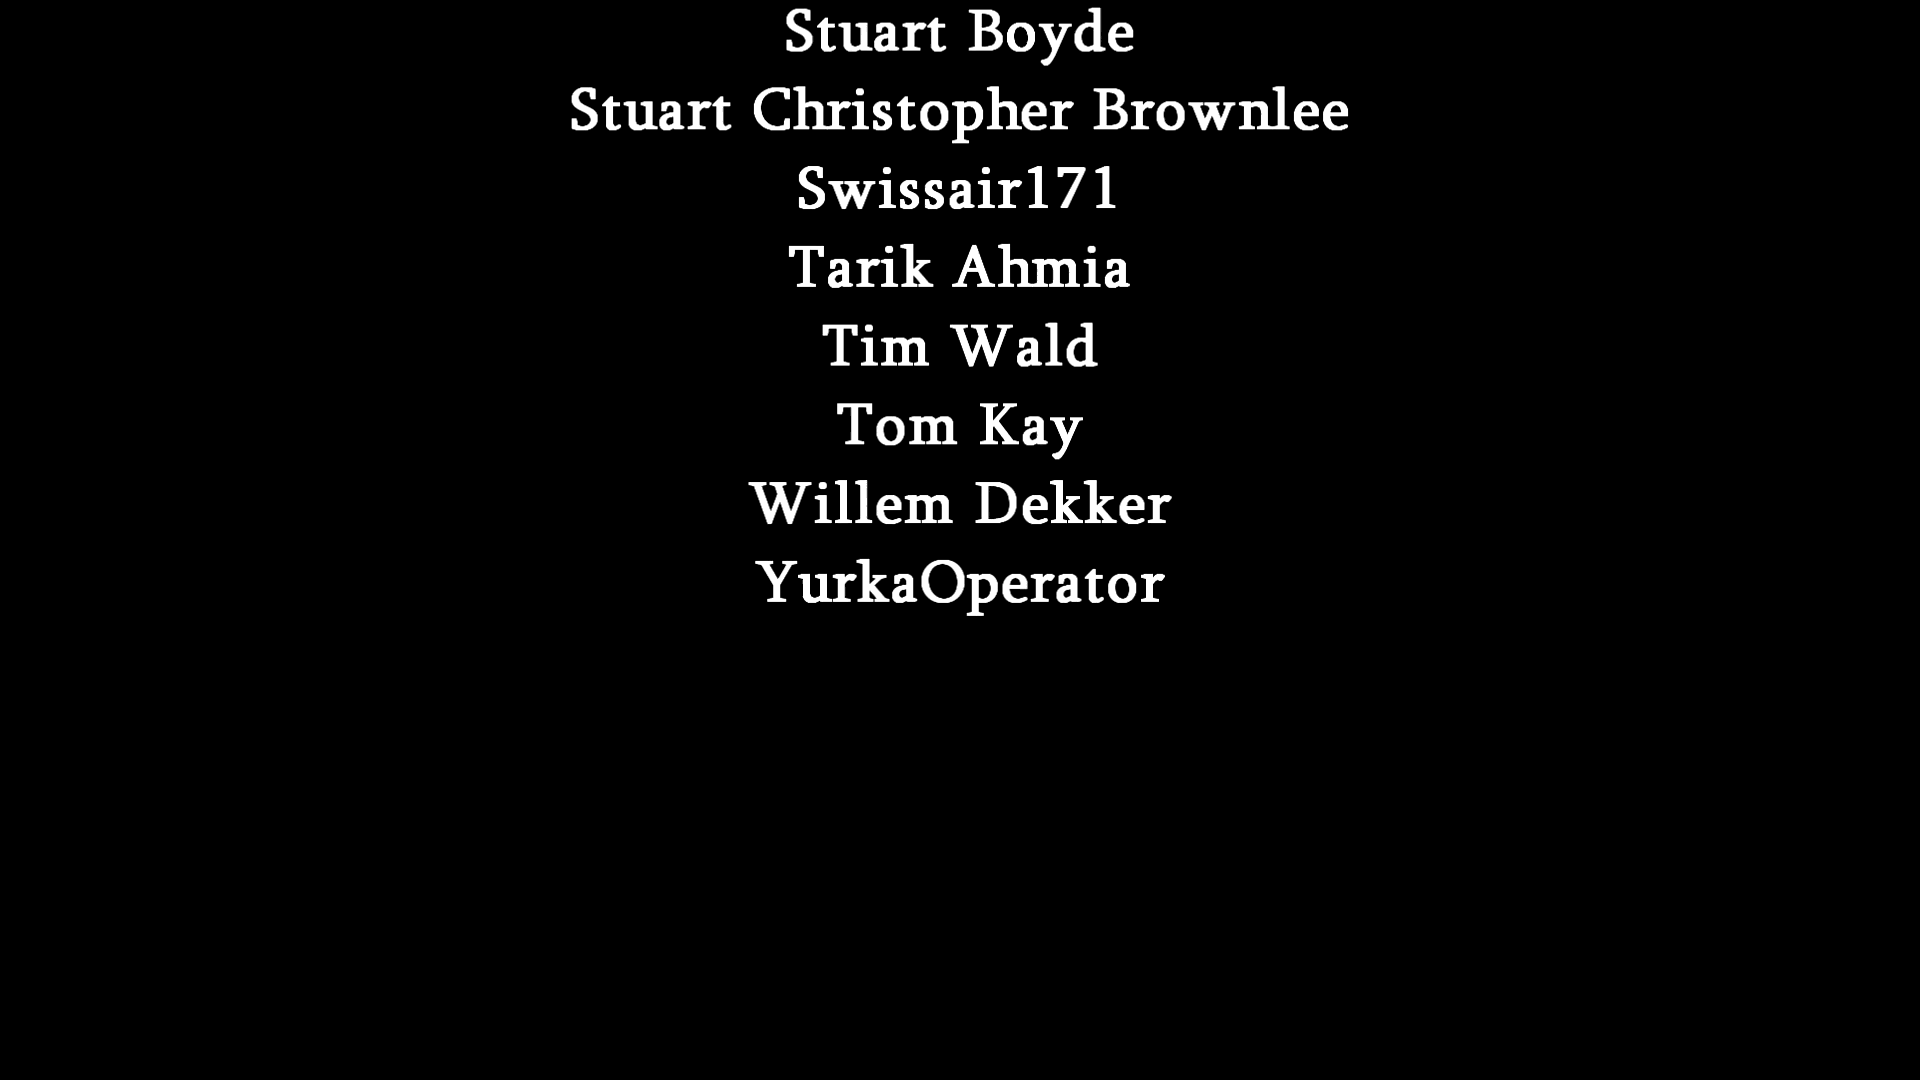 Stuart Boyde
Stuart Christopher Brownlee
Swissair171
Tarik Ahmia
Tim Wald
Tom Kay
Willem Dekker
YurkaOperator